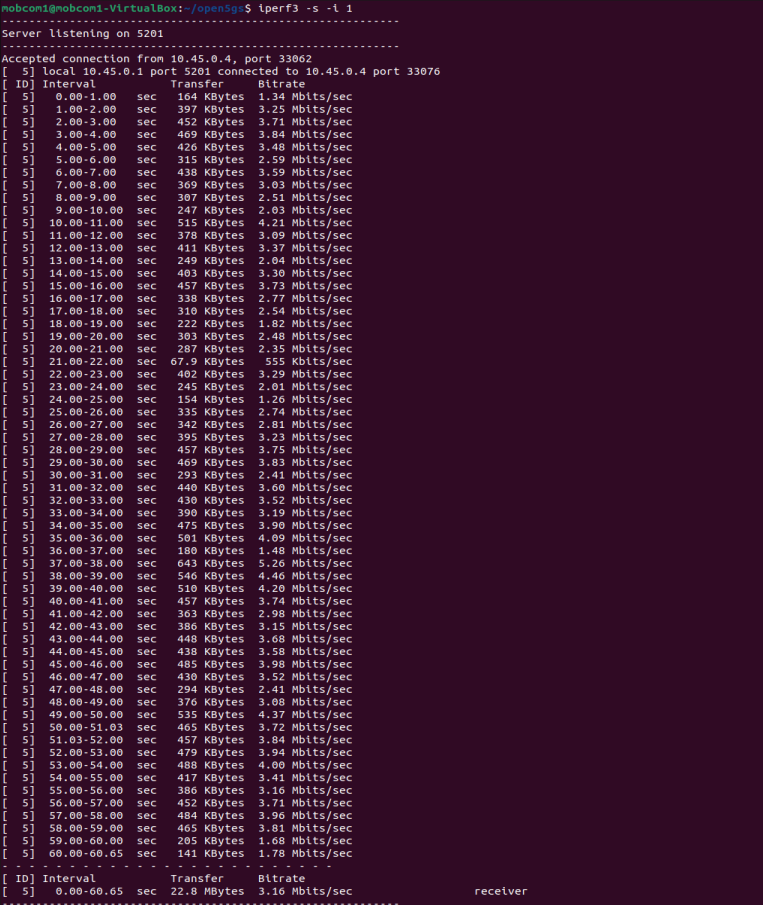 mobcom1@mobcom1-VirtualBox:~/open5gs$ iperf3 -s -i 1
-----------------------------------------------------------
Server listening on 5201
-----------------------------------------------------------
Accepted connection from 10.45.0.4, port 33062
[  5] local 10.45.0.1 port 5201 connected to 10.45.0.4 port 33076
[ ID] Interval           Transfer     Bitrate
[  5]   0.00-1.00   sec   164 KBytes  1.34 Mbits/sec
[  5]   1.00-2.00   sec   397 KBytes  3.25 Mbits/sec
[  5]   2.00-3.00   sec   452 KBytes  3.71 Mbits/sec
[  5]   3.00-4.00   sec   469 KBytes  3.84 Mbits/sec
[  5]   4.00-5.00   sec   426 KBytes  3.48 Mbits/sec
[  5]   5.00-6.00   sec   315 KBytes  2.59 Mbits/sec
[  5]   6.00-7.00   sec   438 KBytes  3.59 Mbits/sec
[  5]   7.00-8.00   sec   369 KBytes  3.03 Mbits/sec
[  5]   8.00-9.00   sec   307 KBytes  2.51 Mbits/sec
[  5]   9.00-10.00  sec   247 KBytes  2.03 Mbits/sec
[  5]  10.00-11.00  sec   515 KBytes  4.21 Mbits/sec
[  5]  11.00-12.00  sec   378 KBytes  3.09 Mbits/sec
[  5]  12.00-13.00  sec   411 KBytes  3.37 Mbits/sec
[  5]  13.00-14.00  sec   249 KBytes  2.04 Mbits/sec
[  5]  14.00-15.00  sec   403 KBytes  3.30 Mbits/sec
[  5]  15.00-16.00  sec   457 KBytes  3.73 Mbits/sec
[  5]  16.00-17.00  sec   338 KBytes  2.77 Mbits/sec
[  5]  17.00-18.00  sec   310 KBytes  2.54 Mbits/sec
[  5]  18.00-19.00  sec   222 KBytes  1.82 Mbits/sec
[  5]  19.00-20.00  sec   303 KBytes  2.48 Mbits/sec
[  5]  20.00-21.00  sec   287 KBytes  2.35 Mbits/sec
[  5]  21.00-22.00  sec  67.9 KBytes   555 Kbits/sec
[  5]  22.00-23.00  sec   402 KBytes  3.29 Mbits/sec
[  5]  23.00-24.00  sec   245 KBytes  2.01 Mbits/sec
[  5]  24.00-25.00  sec   154 KBytes  1.26 Mbits/sec
[  5]  25.00-26.00  sec   335 KBytes  2.74 Mbits/sec
[  5]  26.00-27.00  sec   342 KBytes  2.81 Mbits/sec
[  5]  27.00-28.00  sec   395 KBytes  3.23 Mbits/sec
[  5]  28.00-29.00  sec   457 KBytes  3.75 Mbits/sec
[  5]  29.00-30.00  sec   469 KBytes  3.83 Mbits/sec
[  5]  30.00-31.00  sec   293 KBytes  2.41 Mbits/sec
[  5]  31.00-32.00  sec   440 KBytes  3.60 Mbits/sec
[  5]  32.00-33.00  sec   430 KBytes  3.52 Mbits/sec
[  5]  33.00-34.00  sec   390 KBytes  3.19 Mbits/sec
[  5]  34.00-35.00  sec   475 KBytes  3.90 Mbits/sec
[  5]  35.00-36.00  sec   501 KBytes  4.09 Mbits/sec
[  5]  36.00-37.00  sec   180 KBytes  1.48 Mbits/sec
[  5]  37.00-38.00  sec   643 KBytes  5.26 Mbits/sec
[  5]  38.00-39.00  sec   546 KBytes  4.46 Mbits/sec
[  5]  39.00-40.00  sec   510 KBytes  4.20 Mbits/sec
[  5]  40.00-41.00  sec   457 KBytes  3.74 Mbits/sec
[  5]  41.00-42.00  sec   363 KBytes  2.98 Mbits/sec
[  5]  42.00-43.00  sec   386 KBytes  3.15 Mbits/sec
[  5]  43.00-44.00  sec   448 KBytes  3.68 Mbits/sec
[  5]  44.00-45.00  sec   438 KBytes  3.58 Mbits/sec
[  5]  45.00-46.00  sec   485 KBytes  3.98 Mbits/sec
[  5]  46.00-47.00  sec   430 KBytes  3.52 Mbits/sec
[  5]  47.00-48.00  sec   294 KBytes  2.41 Mbits/sec
[  5]  48.00-49.00  sec   376 KBytes  3.08 Mbits/sec
[  5]  49.00-50.00  sec   535 KBytes  4.37 Mbits/sec
[  5]  50.00-51.03  sec   465 KBytes  3.72 Mbits/sec
[  5]  51.03-52.00  sec   457 KBytes  3.84 Mbits/sec
[  5]  52.00-53.00  sec   479 KBytes  3.94 Mbits/sec
[  5]  53.00-54.00  sec   488 KBytes  4.00 Mbits/sec
[  5]  54.00-55.00  sec   417 KBytes  3.41 Mbits/sec
[  5]  55.00-56.00  sec   386 KBytes  3.16 Mbits/sec
[  5]  56.00-57.00  sec   452 KBytes  3.71 Mbits/sec
[  5]  57.00-58.00  sec   484 KBytes  3.96 Mbits/sec
[  5]  58.00-59.00  sec   465 KBytes  3.81 Mbits/sec
[  5]  59.00-60.00  sec   205 KBytes  1.68 Mbits/sec
[  5]  60.00-60.65  sec   141 KBytes  1.78 Mbits/sec
- - - - - - - - - - - - - - - - - - - - - - - - -
[ ID] Interval           Transfer     Bitrate
[  5]   0.00-60.65  sec  22.8 MBytes  3.16 Mbits/sec                  receiver
-----------------------------------------------------------